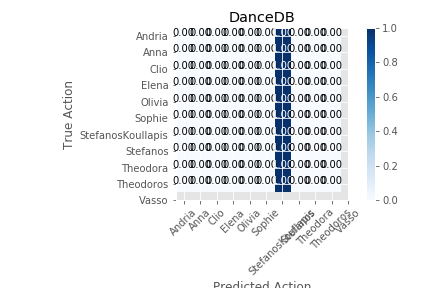 DanceDB
Andria 0.00 0.00 0.00 0.00 0.00 0.00 1.00 0.00 0.00 0.00
Anna 0.00 0.00 0.00 0.00 0.00 0.00 1.00 0.00 0.00 0.00
Clio 0.00 0.00 0.00 0.00 0.00 0.00 1.00 0.00 0.00 0.00
Elena 0.00 0.00 0.00 0.00 0.00 0.00 1.00 0.00 0.00 0.00
Olivia 0.00 0.00 0.00 0.00 0.00 0.00 1.00 0.00 0.00 0.00
Sophie 0.00 0.00 0.00 0.00 0.00 0.00 1.00 0.00 0.00 0.00
StefanosKoullapis 0.00 0.00 0.00 0.00 0.00 0.00 1.00 0.00 0.00 0.00
Stefanos 0.00 0.00 0.00 0.00 0.00 0.00 1.00 0.00 0.00 0.00
Theodora 0.00 0.00 0.00 0.00 0.00 0.00 1.00 0.00 0.00 0.00
Theodoros 0.00 0.00 0.00 0.00 0.00 0.00 1.00 0.00 0.00 0.00
Vasso
True Action
Andria
Anna
Clio
Elena
Olivia
Sophie
StefanosKoullapis
Stefanos
Theodora
Theodoros
Vasso
Predicted Action
1.0
0.8
0.6
0.4
0.2
0.0